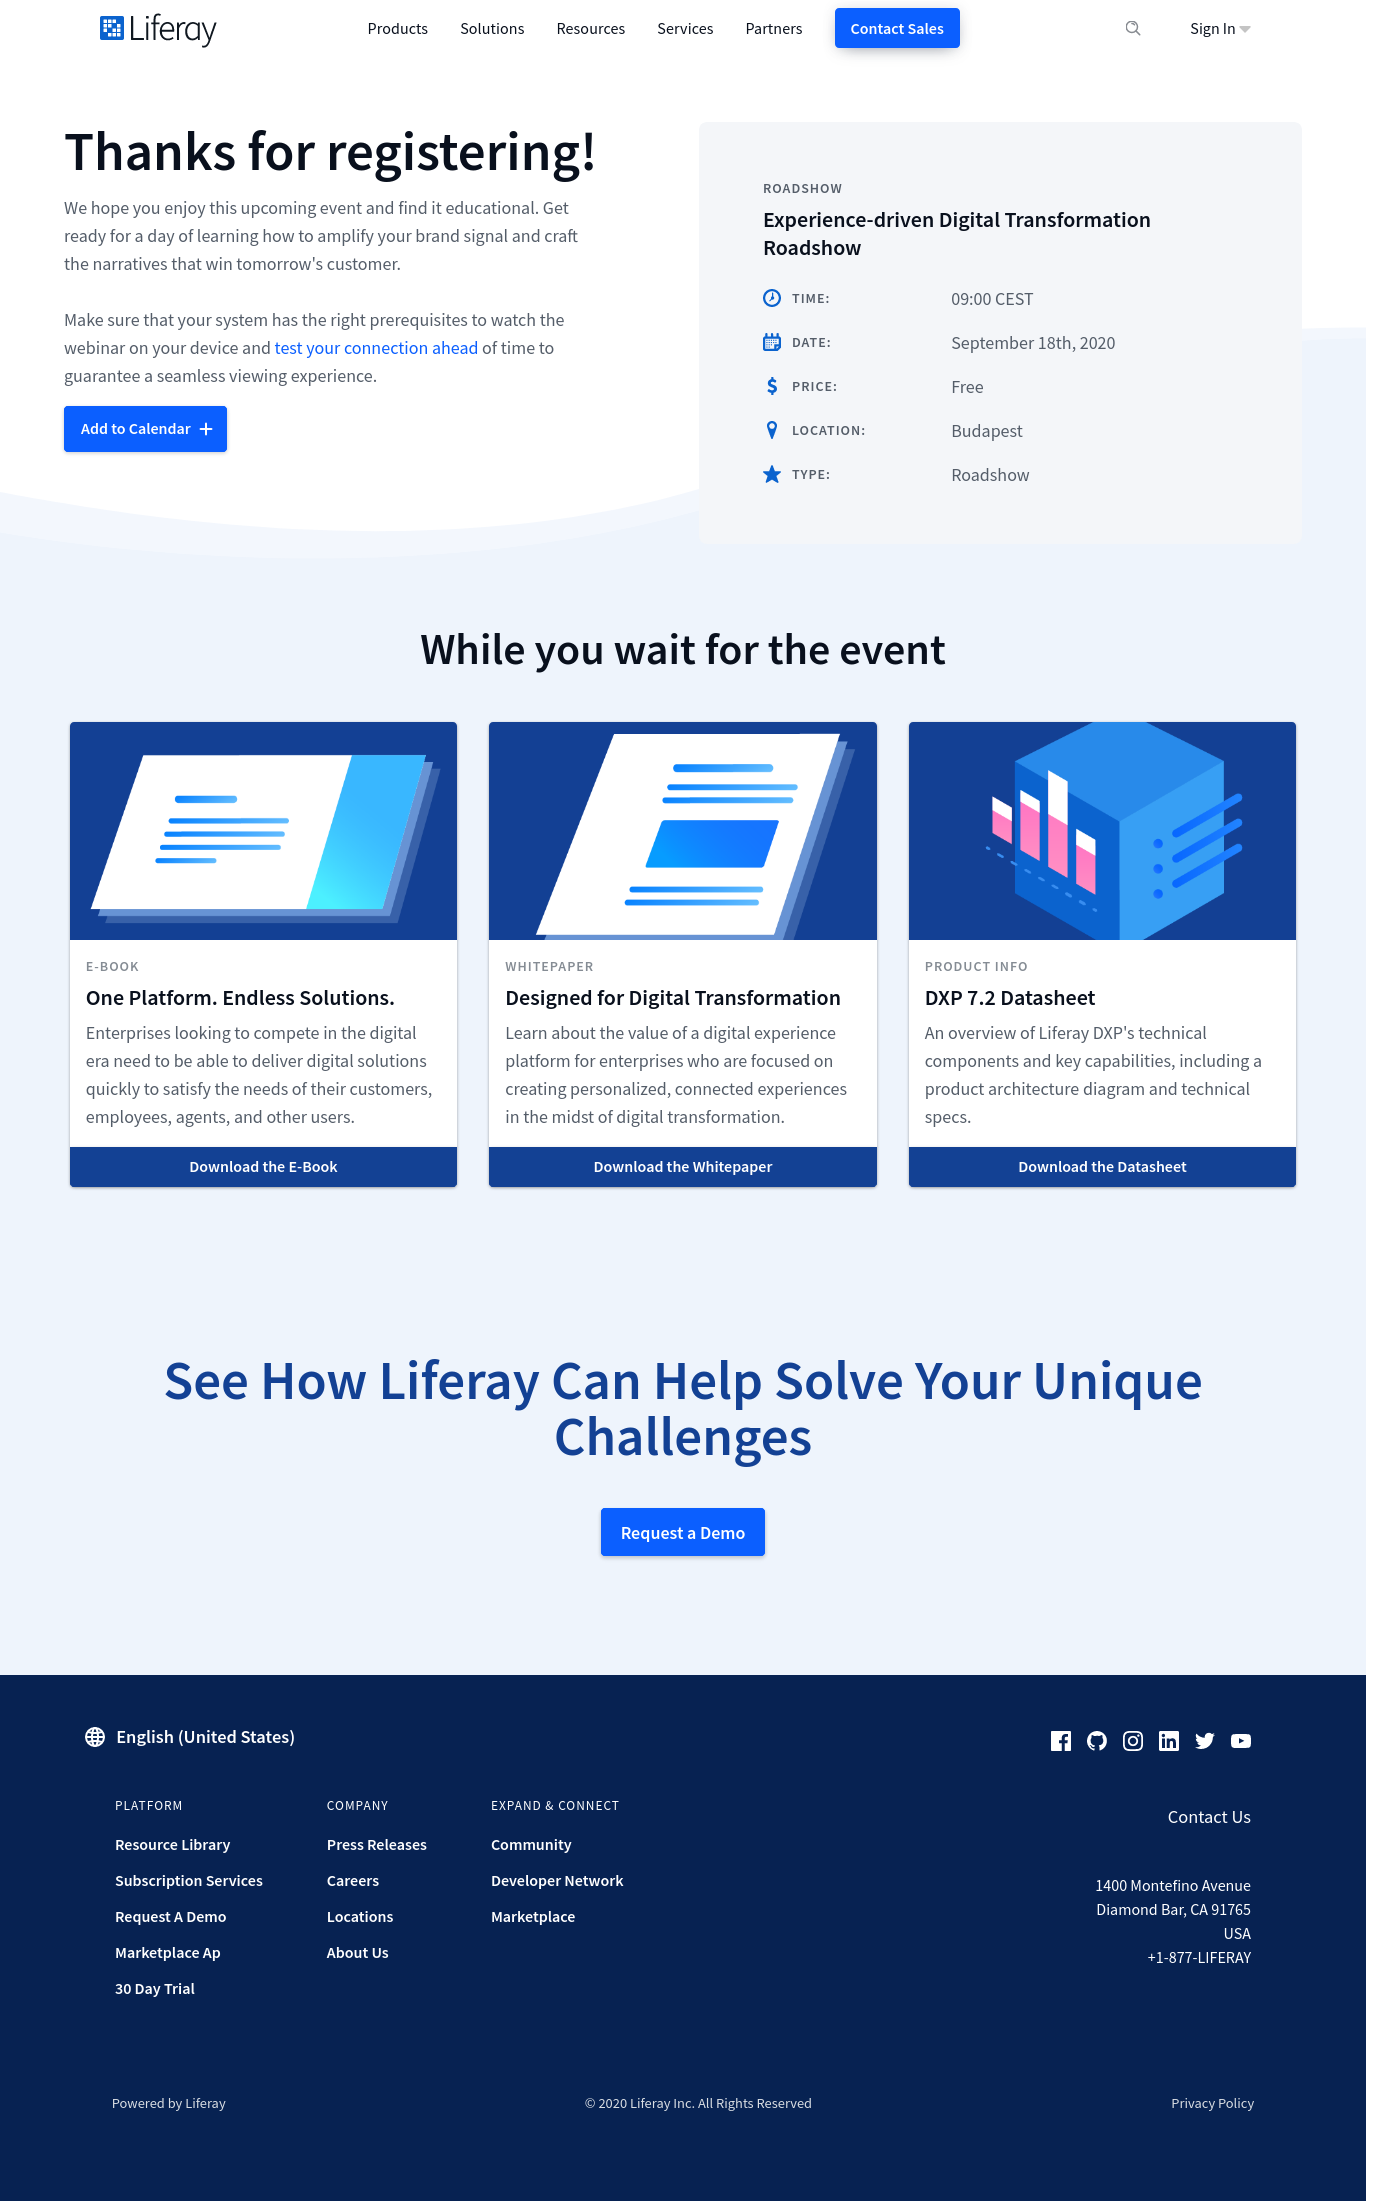 Liferay
Products Solutions Resources Services Partners Contact Sales Sign In
Thanks for registering!
We hope you enjoy this upcoming event and find it educational. Get
ready for a day of learning how to amplify your brand signal and craft
the narratives that win tomorrow's customer.
Make sure that your system has the right prerequisites to watch the
webinar on your device and test your connection ahead of time to
guarantee a seamless viewing experience.
Add to Calendar
ROADSHOW
Experience-driven Digital Transformation
Roadshow
TIME: 09:00 CEST
DATE: September 18th, 2020
PRICE: Free
LOCATION: Budapest
TYPE: Roadshow
While you wait for the event
E-BOOK
One Platform. Endless Solutions.
Enterprises looking to compete in the digital
era need to be able to deliver digital solutions
quickly to satisfy the needs of their customers,
employees, agents, and other users.
Download the E-Book
WHITEPAPER
Designed for Digital Transformation
Learn about the value of a digital experience
platform for enterprises who are focused on
creating personalized, connected experiences
in the midst of digital transformation.
Download the Whitepaper
PRODUCT INFO
DXP 7.2 Datasheet
An overview of Liferay DXP's technical
components and key capabilities, including a
product architecture diagram and technical
specs.
Download the Datasheet
See How Liferay Can Help Solve Your Unique
Challenges
Request a Demo
English (United States)
PLATFORM
Resource Library
Subscription Services
Request A Demo
Marketplace Ap
30 Day Trial
COMPANY
Press Releases
Careers
Locations
About Us
EXPAND & CONNECT
Community
Developer Network
Marketplace
Contact Us
1400 Montefino Avenue
Diamond Bar, CA 91765
USA
+1-877-LIFERAY
Powered by Liferay
© 2020 Liferay Inc. All Rights Reserved
Privacy Policy